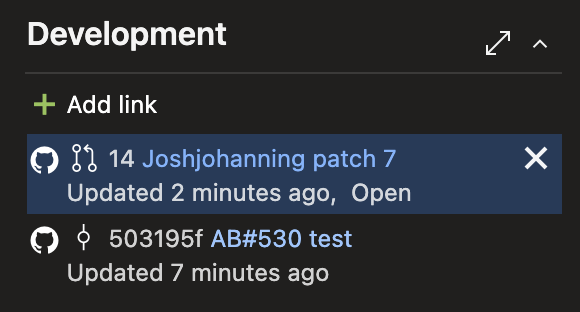 Development
Add link
14 Joshjohanning patch 7
Updated 2 minutes ago, Open
503195f AB#530 test
Updated 7 minutes ago